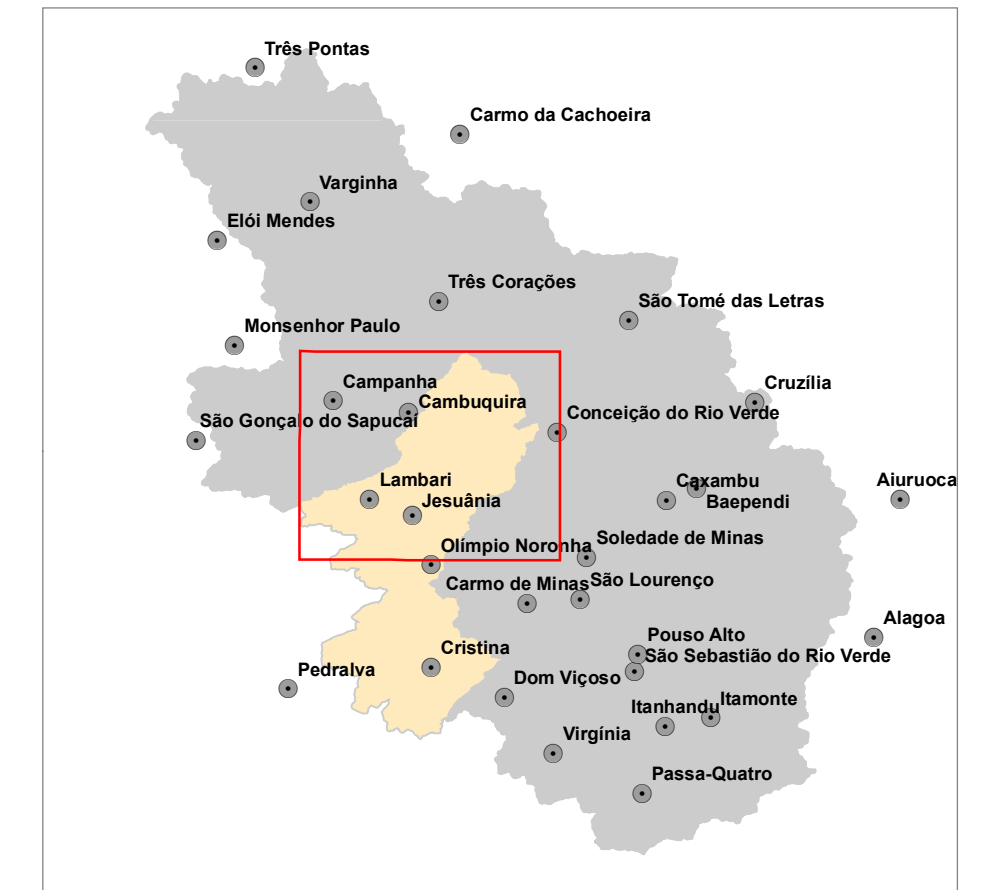 Três Pontas
Carmo da Cachoeira
Varginha
Elói Mendes
Três Corações
São Tomé das Letras
Monsenhor Paulo
Campanha
Cruzília
Cambuquira
Conceição do Rio Verde
São Gonçalo do Sapucaí
Lambari
Caxambu
Aiuruoca
Jesuânia
Baependi
Soledade de Minas
Olímpio Noronha
São Lourenço
Carmo de Minas
Alagoa
Pouso Alto
Cristina
São Sebastião do Rio Verde
Pedralva
Dom Viçoso
Itamonte
Itanhandu
Virgínia
Passa-Quatro